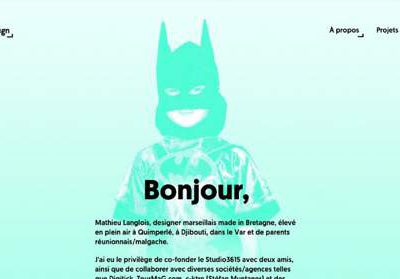 À propos
Projets
Bonjour,
Mathieu Langlois, designer marseillais made in Bretagne, élevé
en plein air à Quimperlé, à Djibouti, dans le Var et de parents
réunionnais/malgache.
J'ai eu le privilège de co-fonder le Studio3615 avec deux amis,
ainsi que de collaborer avec diverses sociétés/agences telles